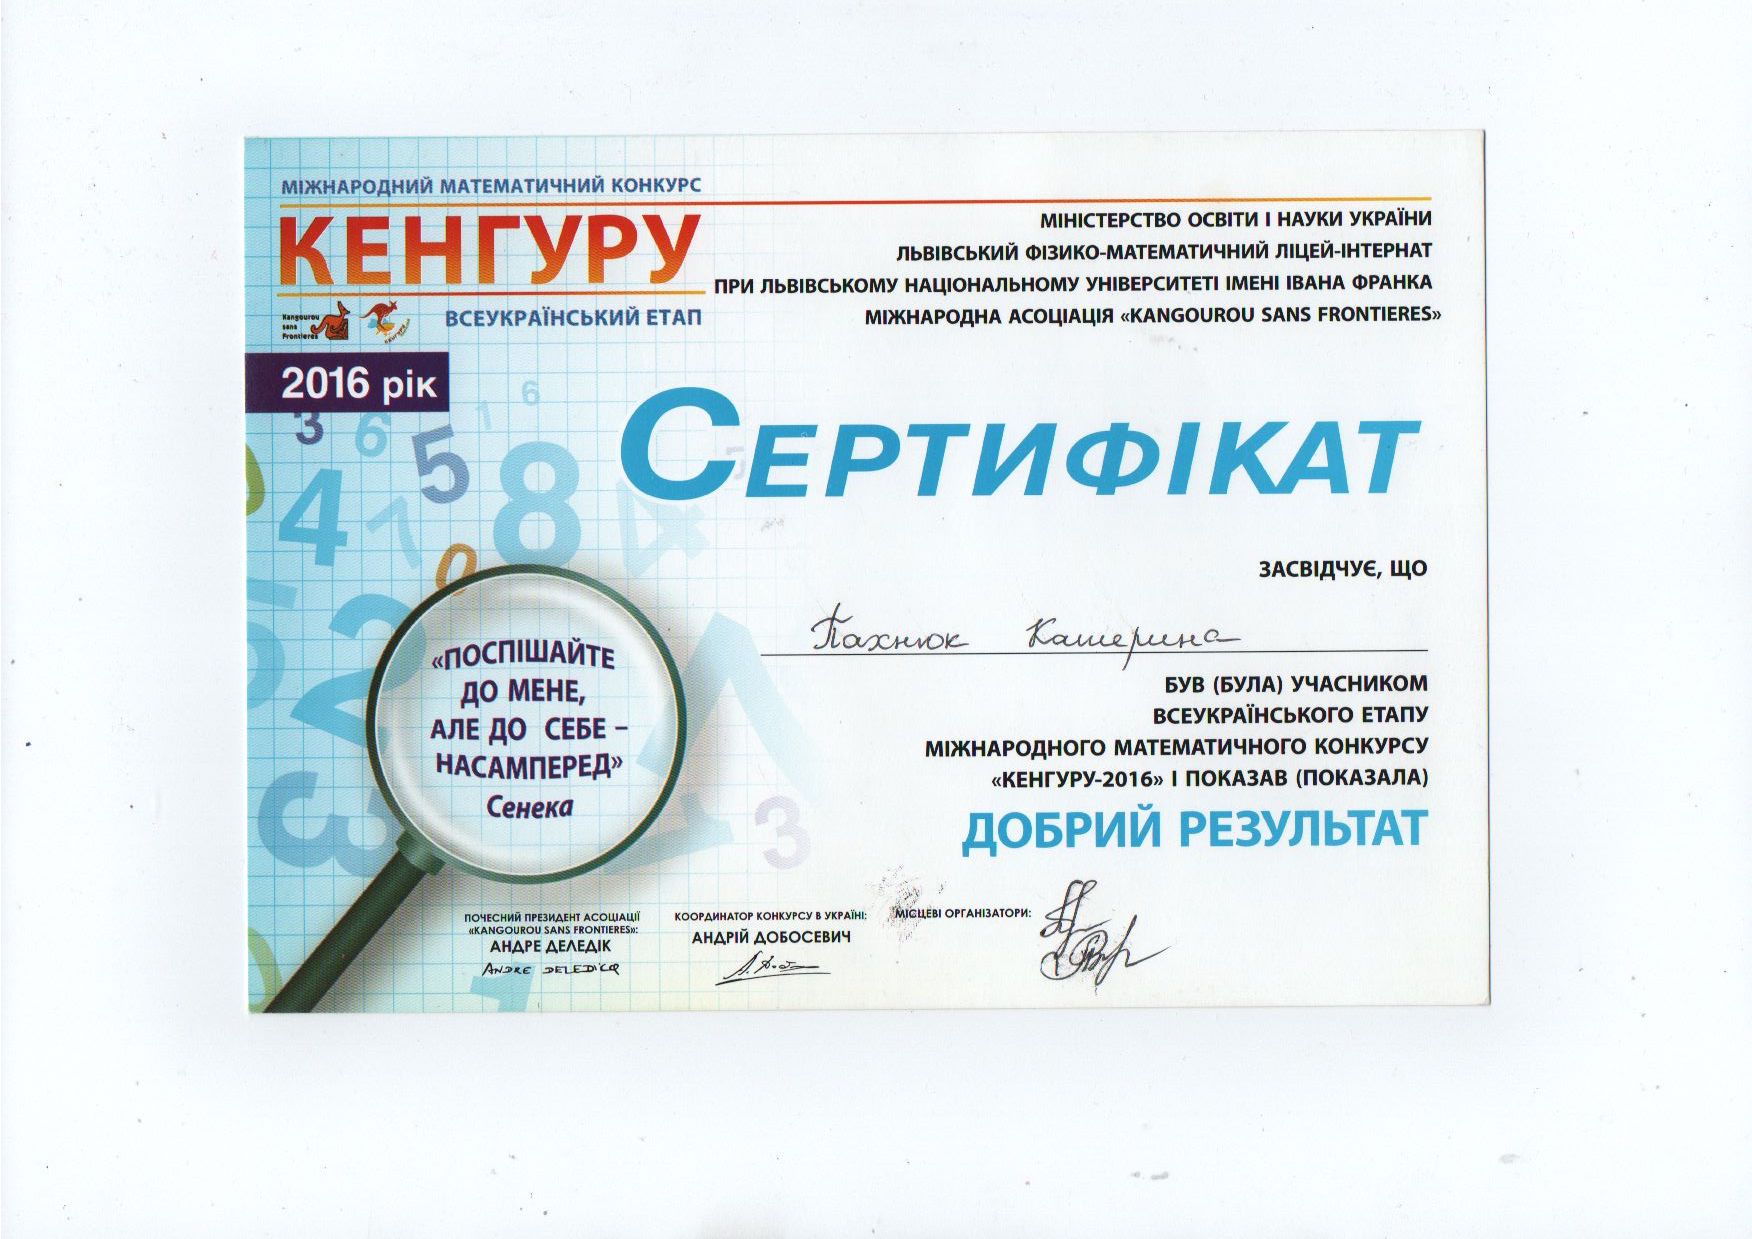 МІЖНАРОДНИЙ МАТЕМАТИЧНИЙ КОНКУРС
КЕНГУРУ
Kangourou
sans
Frontieres
ВСЕУКРАЇНСЬКИЙ ЕТАП
2016 рік
МІНІСТЕРСТВО ОСВІТИ І НАУКИ УКРАЇНИ
ЛЬВІВСЬКИЙ ФІЗИКО-МАТЕМАТИЧНИЙ ЛІЦЕЙ-ІНТЕРНАТ
ПРИ ЛЬВІВСЬКОМУ НАЦІОНАЛЬНОМУ УНІВЕРСИТЕТІ ІМЕНІ ІВАНА ФРАНКА
МІЖНАРОДНА АСОЦІАЦІЯ «KANGOUROU SANS FRONTIERES»
СЕРТИФІКАТ
ЗАСВІДЧУЄ, ЩО
Пахнюк Катерина
БУВ (БУЛА) УЧАСНИКОМ
ВСЕУКРАЇНСЬКОГО ЕТАПУ
МІЖНАРОДНОГО МАТЕМАТИЧНОГО КОНКУРСУ
«КЕНГУРУ-2016» І ПОКАЗАВ (ПОКАЗАЛА)
ДОБРИЙ РЕЗУЛЬТАТ
«ПОСПІШАЙТЕ
ДО МЕНЕ,
АЛЕ ДО СЕБЕ –
НАСАМПЕРЕД»
Сенека
ПОЧЕСНИЙ ПРЕЗИДЕНТ АСОЦІАЦІЇ
«KANGOUROU SANS FRONTIERES»:
АНДРЕ ДЕЛЕДІК
ANDRE DELEDICQ
КООРДИНАТОР КОНКУРСУ В УКРАЇНІ:
АНДРІЙ ДОБОСЕВИЧ
МІСЦЕВІ ОРГАНІЗАТОРИ: